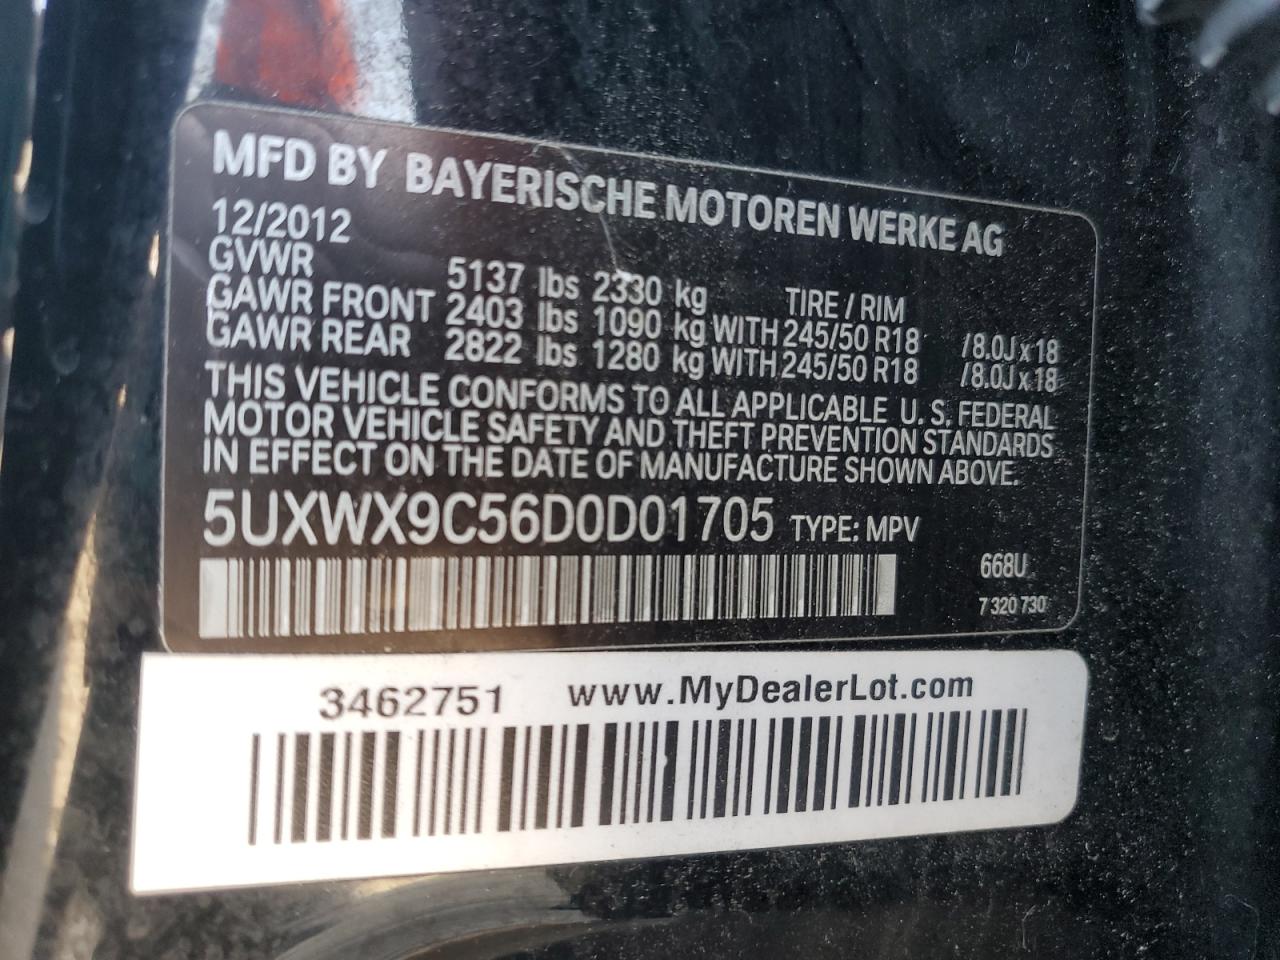 MFD BY BAYERISCHE MOTOREN WERKE AG
12/2012
GVWR 5137 lbs 2330 kg TIRE / RIM
GAWR FRONT 2403 lbs 1090 kg WITH 245/50 R18 /8.0J x 18
GAWR REAR 2822 lbs 1280 kg WITH 245/50 R18 /8.0J x 18
THIS VEHICLE CONFORMS TO ALL APPLICABLE U. S. FEDERAL
MOTOR VEHICLE SAFETY AND THEFT PREVENTION STANDARDS
IN EFFECT ON THE DATE OF MANUFACTURE SHOWN ABOVE.
5UXWX9C56D0D01705 TYPE: MPV
668U
7 320 730
3462751 www.MyDealerLot.com